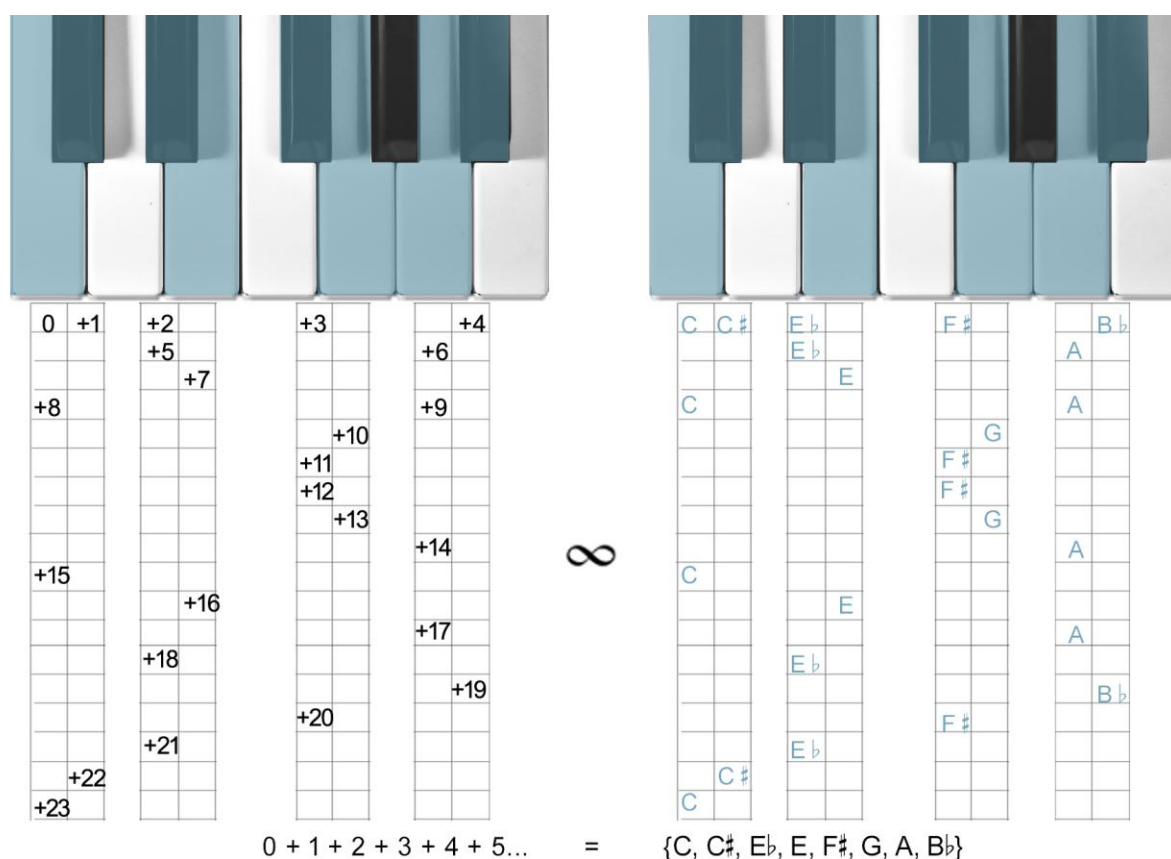 0 +1 +2 +3 +4 C C♯ E♭ F♯ B♭
+5 +6 E♭ A
+7 E
+8 +9 C A
+10 G
+11 F♯
+12 F♯
+13 G
+14 A
∞
+15 C
+16 E
+17 A
+18 E♭
+19 B♭
+20 F♯
+21 E♭
+22 C♯
+23 C
0 + 1 + 2 + 3 + 4 + 5... = {C, C♯, E♭, E, F♯, G, A, B♭}